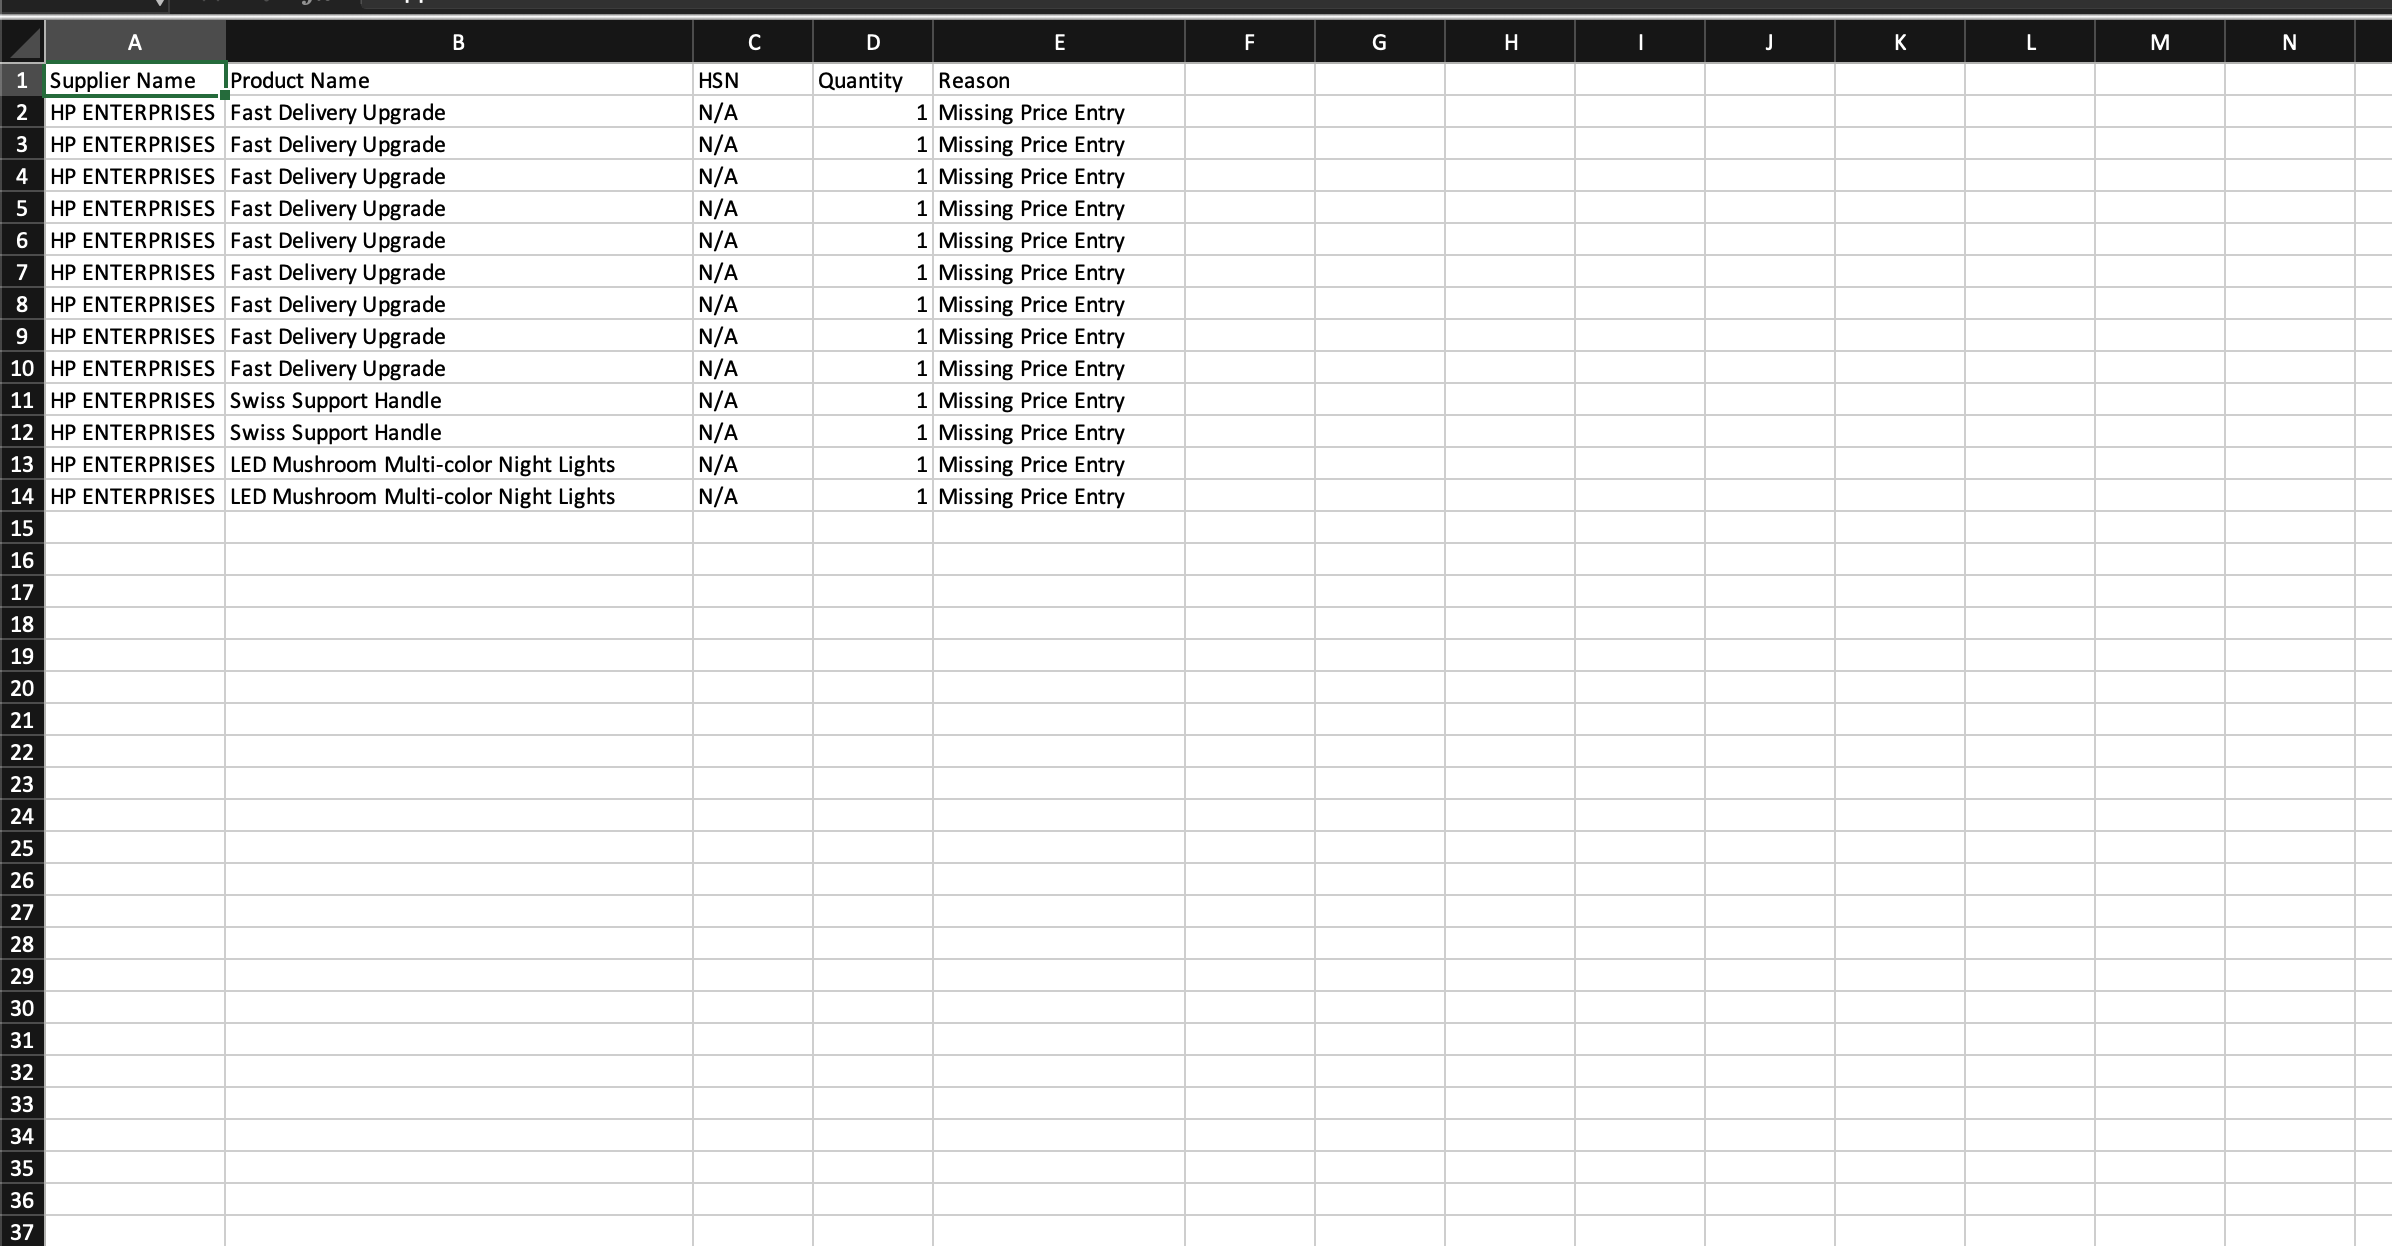 A B C D E F G H I J K L M N
1 Supplier Name Product Name HSN Quantity Reason
2 HP ENTERPRISES Fast Delivery Upgrade N/A 1 Missing Price Entry
3 HP ENTERPRISES Fast Delivery Upgrade N/A 1 Missing Price Entry
4 HP ENTERPRISES Fast Delivery Upgrade N/A 1 Missing Price Entry
5 HP ENTERPRISES Fast Delivery Upgrade N/A 1 Missing Price Entry
6 HP ENTERPRISES Fast Delivery Upgrade N/A 1 Missing Price Entry
7 HP ENTERPRISES Fast Delivery Upgrade N/A 1 Missing Price Entry
8 HP ENTERPRISES Fast Delivery Upgrade N/A 1 Missing Price Entry
9 HP ENTERPRISES Fast Delivery Upgrade N/A 1 Missing Price Entry
10 HP ENTERPRISES Fast Delivery Upgrade N/A 1 Missing Price Entry
11 HP ENTERPRISES Swiss Support Handle N/A 1 Missing Price Entry
12 HP ENTERPRISES Swiss Support Handle N/A 1 Missing Price Entry
13 HP ENTERPRISES LED Mushroom Multi-color Night Lights N/A 1 Missing Price Entry
14 HP ENTERPRISES LED Mushroom Multi-color Night Lights N/A 1 Missing Price Entry
15
16
17
18
19
20
21
22
23
24
25
26
27
28
29
30
31
32
33
34
35
36
37